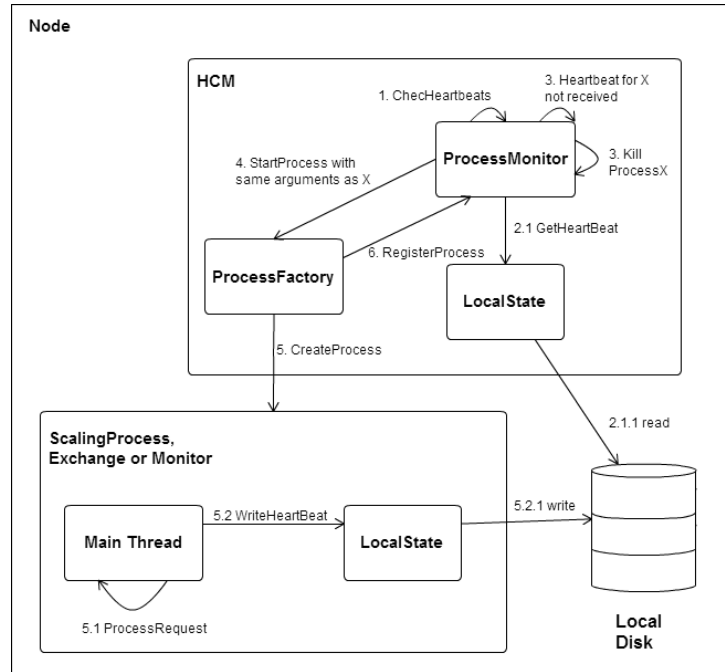 Node
HCM
1. ChecHeartbeats
3. Heartbeat for X
not received
ProcessMonitor
3. Kill
ProcessX
4. StartProcess with
same arguments as X
2.1 GetHeartBeat
6. RegisterProcess
ProcessFactory
LocalState
5. CreateProcess
2.1.1 read
ScalingProcess,
Exchange or Monitor
5.2 WriteHeartBeat
5.2.1 write
Main Thread
LocalState
5.1 ProcessRequest
Local
Disk